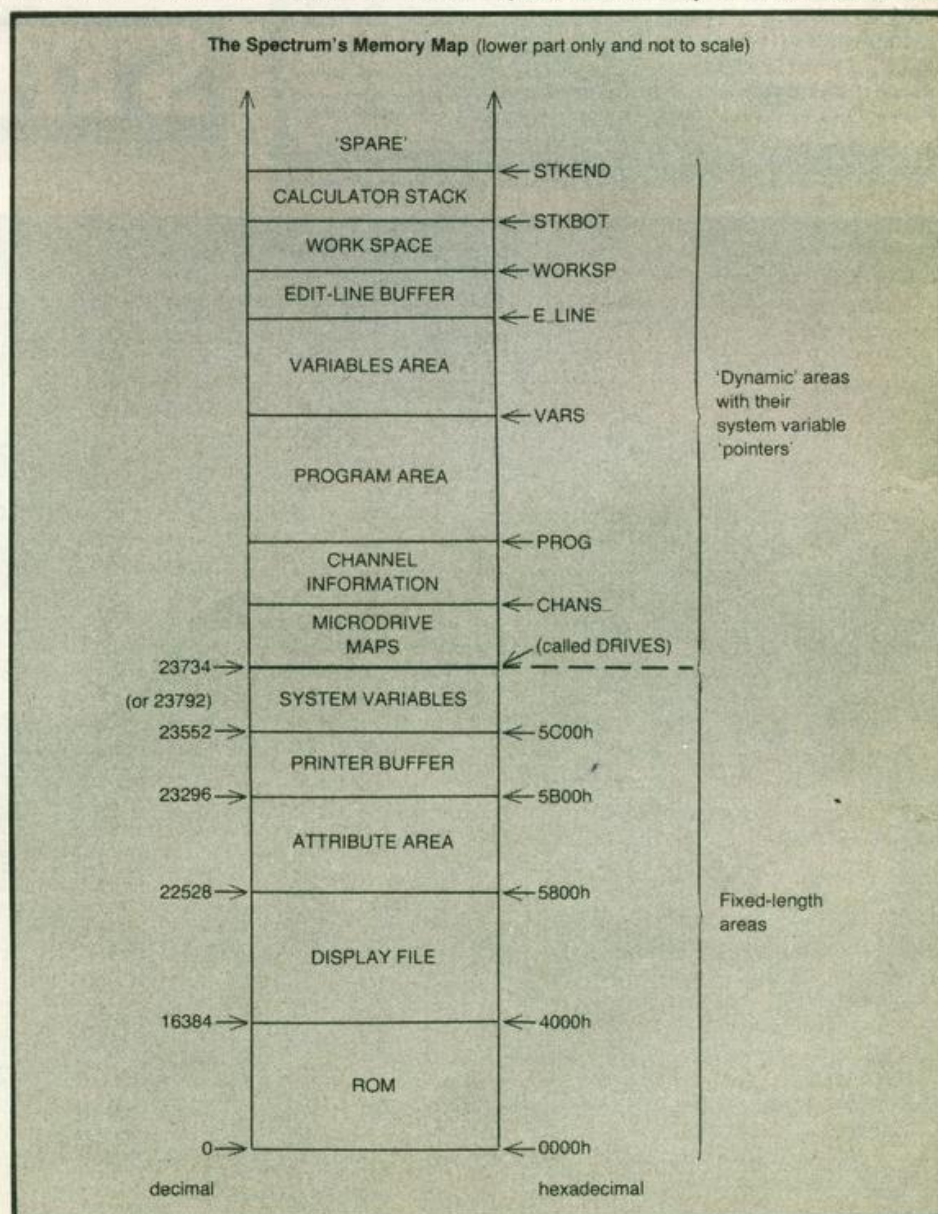 The Spectrum's Memory Map (lower part only and not to scale)
'SPARE'
STKEND
CALCULATOR STACK
STKBOT
WORK SPACE
WORKSP
EDIT-LINE BUFFER
E_LINE
VARIABLES AREA
'Dynamic' areas
with their
system variable
'pointers'
VARS
PROGRAM AREA
PROG
CHANNEL
INFORMATION
CHANS
MICRODRIVE
MAPS
(called DRIVES)
23734
(or 23792)
SYSTEM VARIABLES
23552
5C00h
PRINTER BUFFER
23296
5B00h
ATTRIBUTE AREA
22528
5800h
Fixed-length
areas
DISPLAY FILE
16384
4000h
ROM
0
0000h
decimal
hexadecimal